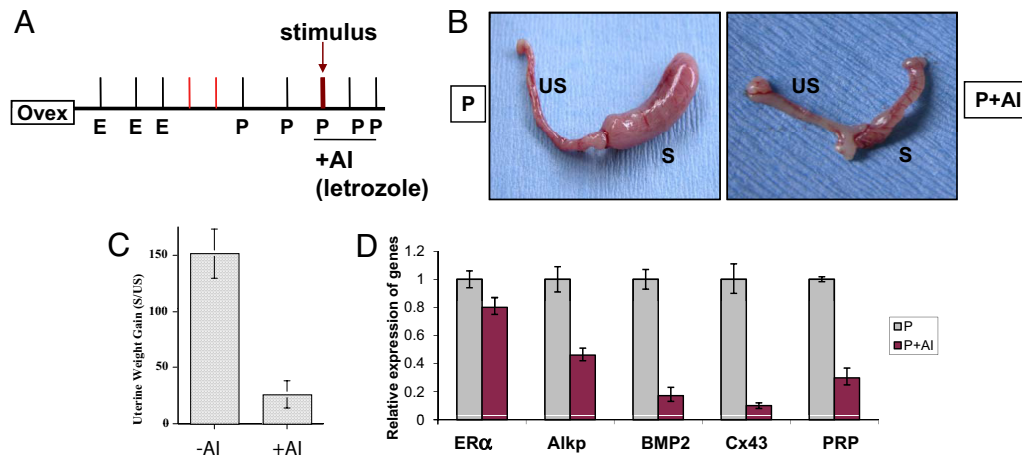 A
stimulus
Ovex
E E E P P P P P
+AI
(letrozole)
B
P
US
S
US
S
P+AI
C
Uterine Weight Gain (S/US)
150
100
50
0
-AI +AI
D
Relative expression of genes
1.2
1
0.8
0.6
0.4
0.2
0
ERα Alkp BMP2 Cx43 PRP
P
P+AI